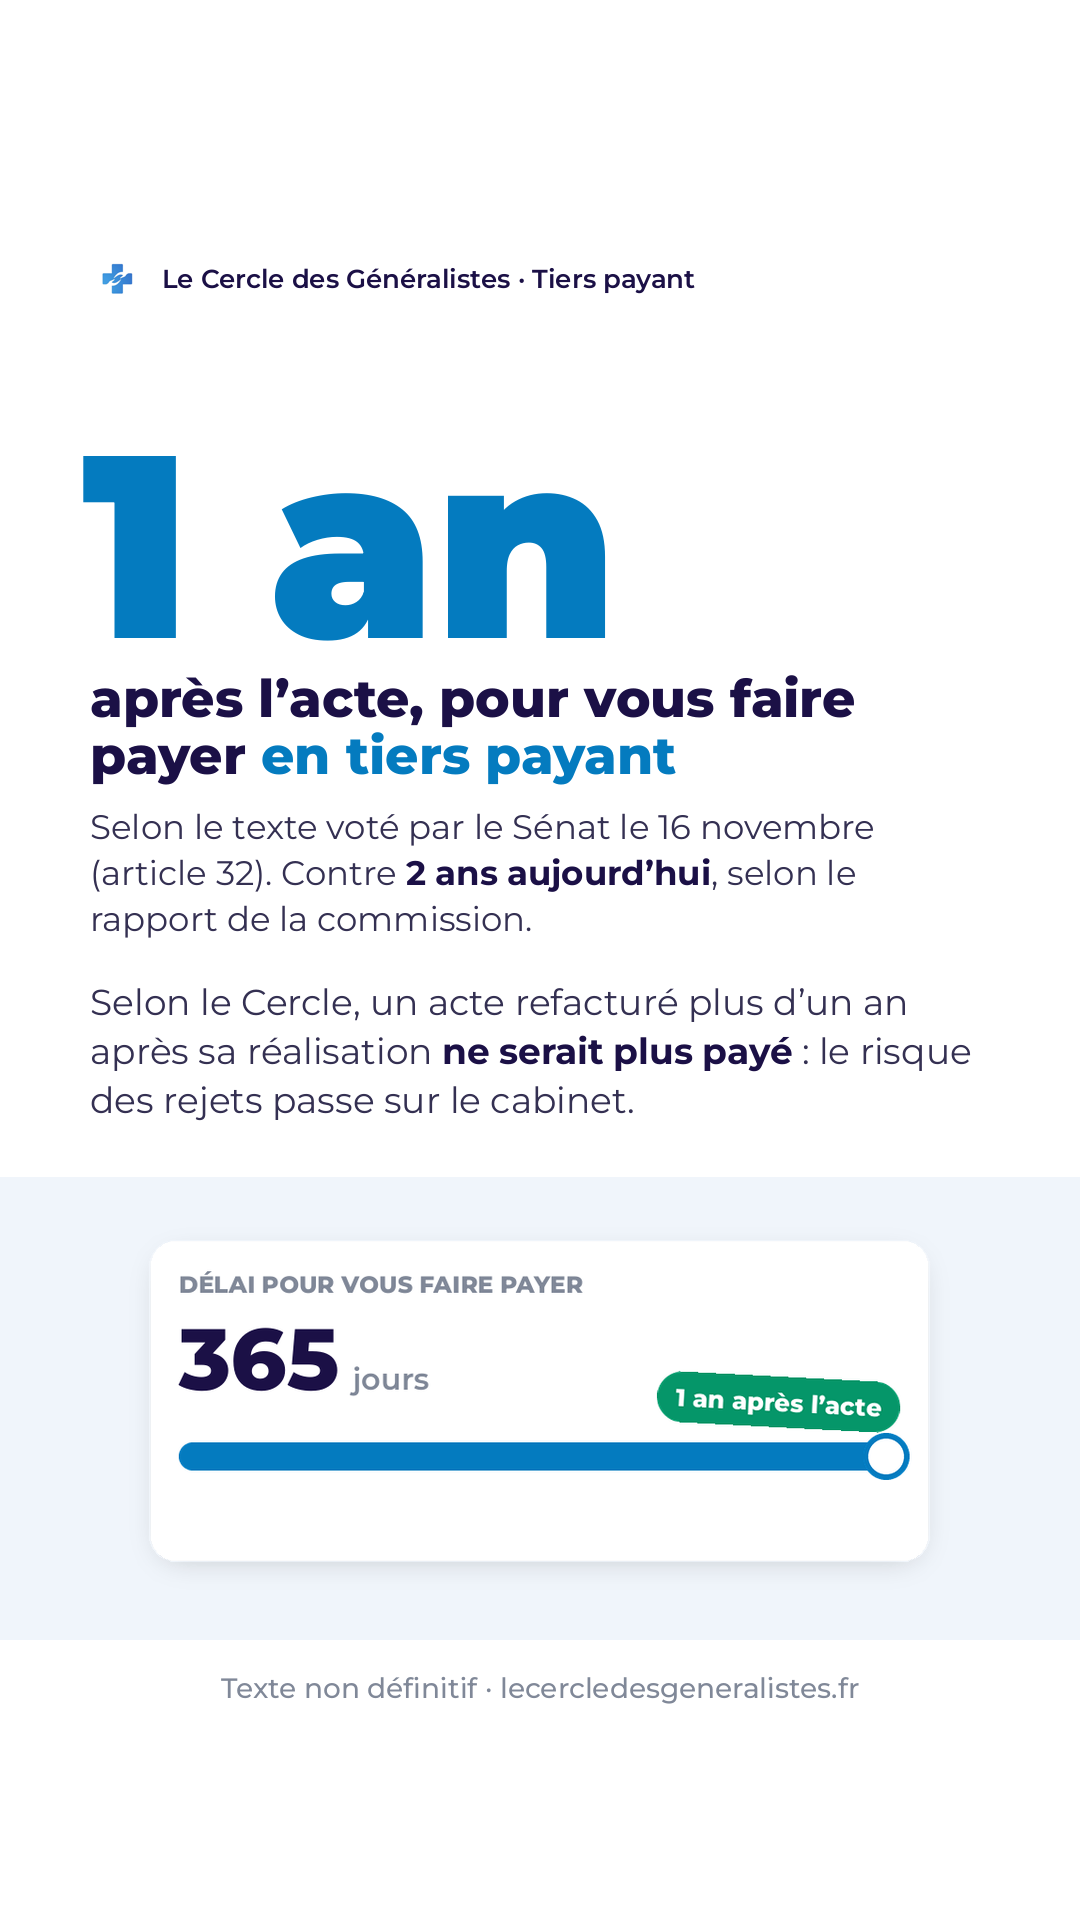 Le Cercle des Généralistes · Tiers payant
1 an
après l’acte, pour vous faire
payer en tiers payant
Selon le texte voté par le Sénat le 16 novembre
(article 32). Contre 2 ans aujourd’hui, selon le
rapport de la commission.
Selon le Cercle, un acte refacturé plus d’un an
après sa réalisation ne serait plus payé : le risque
des rejets passe sur le cabinet.
DÉLAI POUR VOUS FAIRE PAYER
365 jours
1 an après l’acte
Texte non définitif · lecercledesgeneralistes.fr